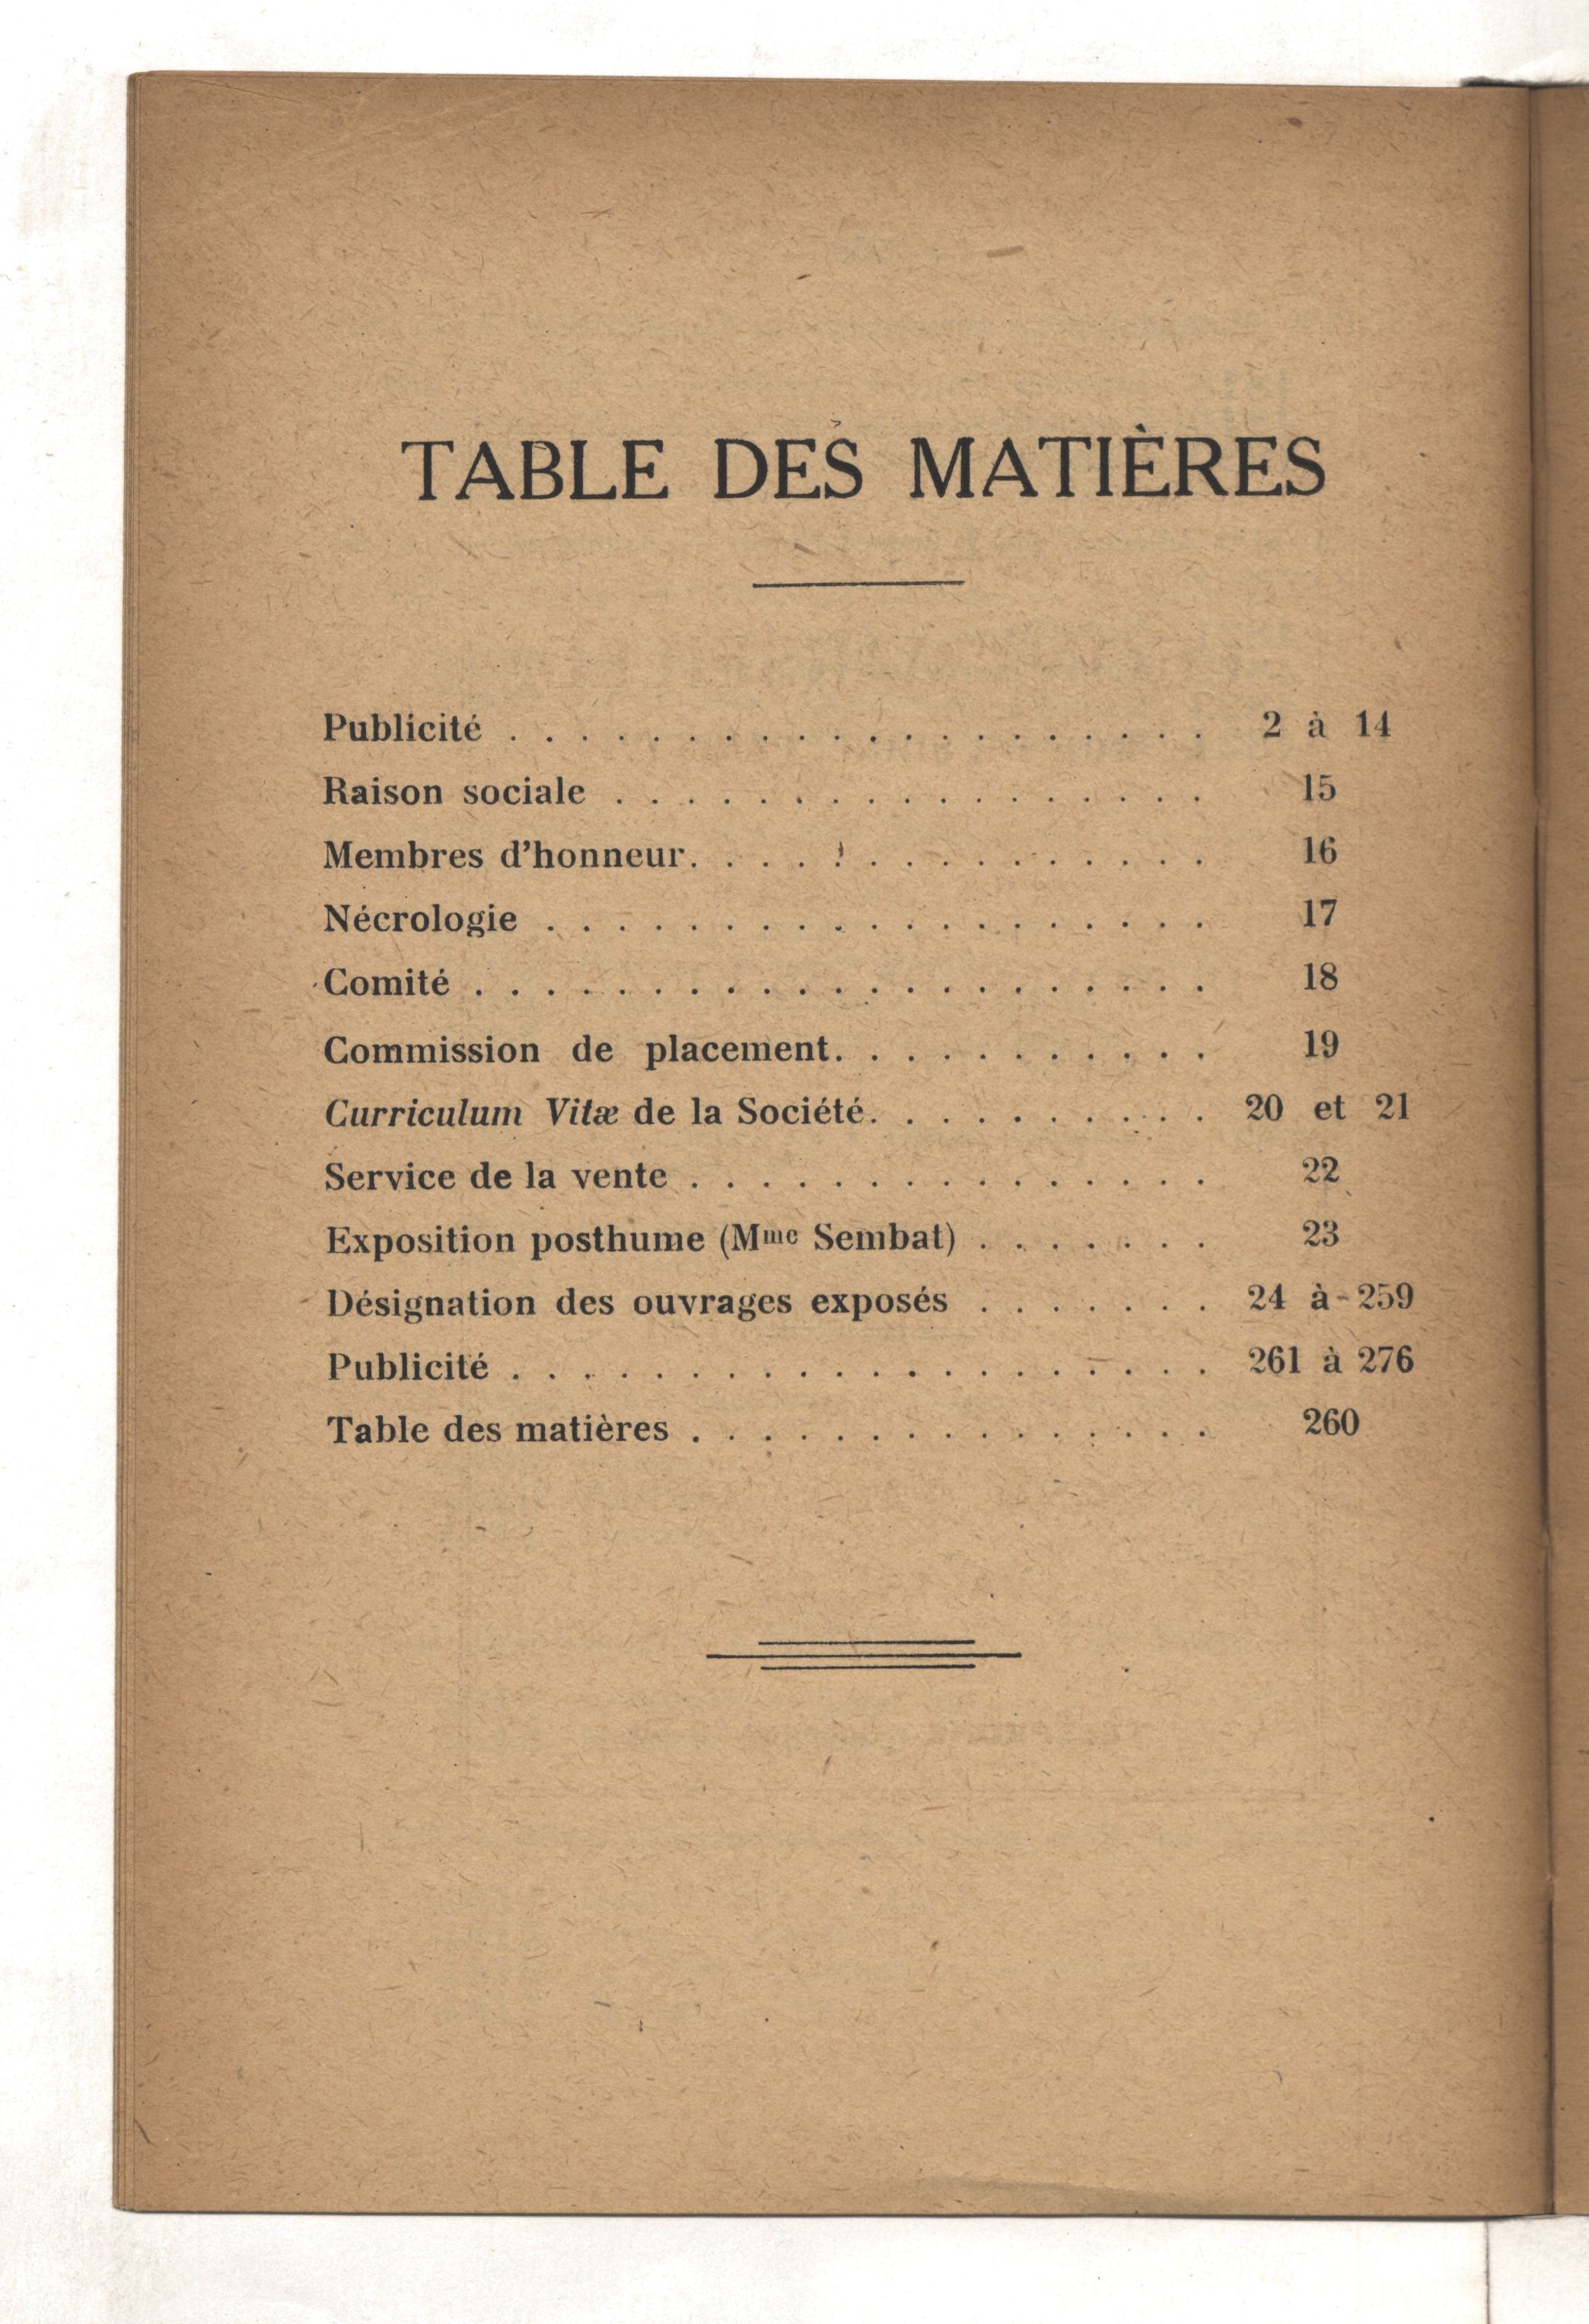 TABLE DES MATIÈRES
Publicité . . . . . . . . . . . . . . . . . . . . 2 à 14
Raison sociale . . . . . . . . . . . . . . . . . 15
Membres d'honneur. . . . . . . . . . . . . . . 16
Nécrologie . . . . . . . . . . . . . . . . . . . 17
Comité . . . . . . . . . . . . . . . . . . . . . 18
Commission de placement. . . . . . . . . . . 19
Curriculum Vitæ de la Société. . . . . . . . . . 20 et 21
Service de la vente . . . . . . . . . . . . . . . 22
Exposition posthume (Mme Sembat) . . . . . . . 23
Désignation des ouvrages exposés . . . . . . . 24 à 259
Publicité . . . . . . . . . . . . . . . . . . . . 261 à 276
Table des matières . . . . . . . . . . . . . . . 260